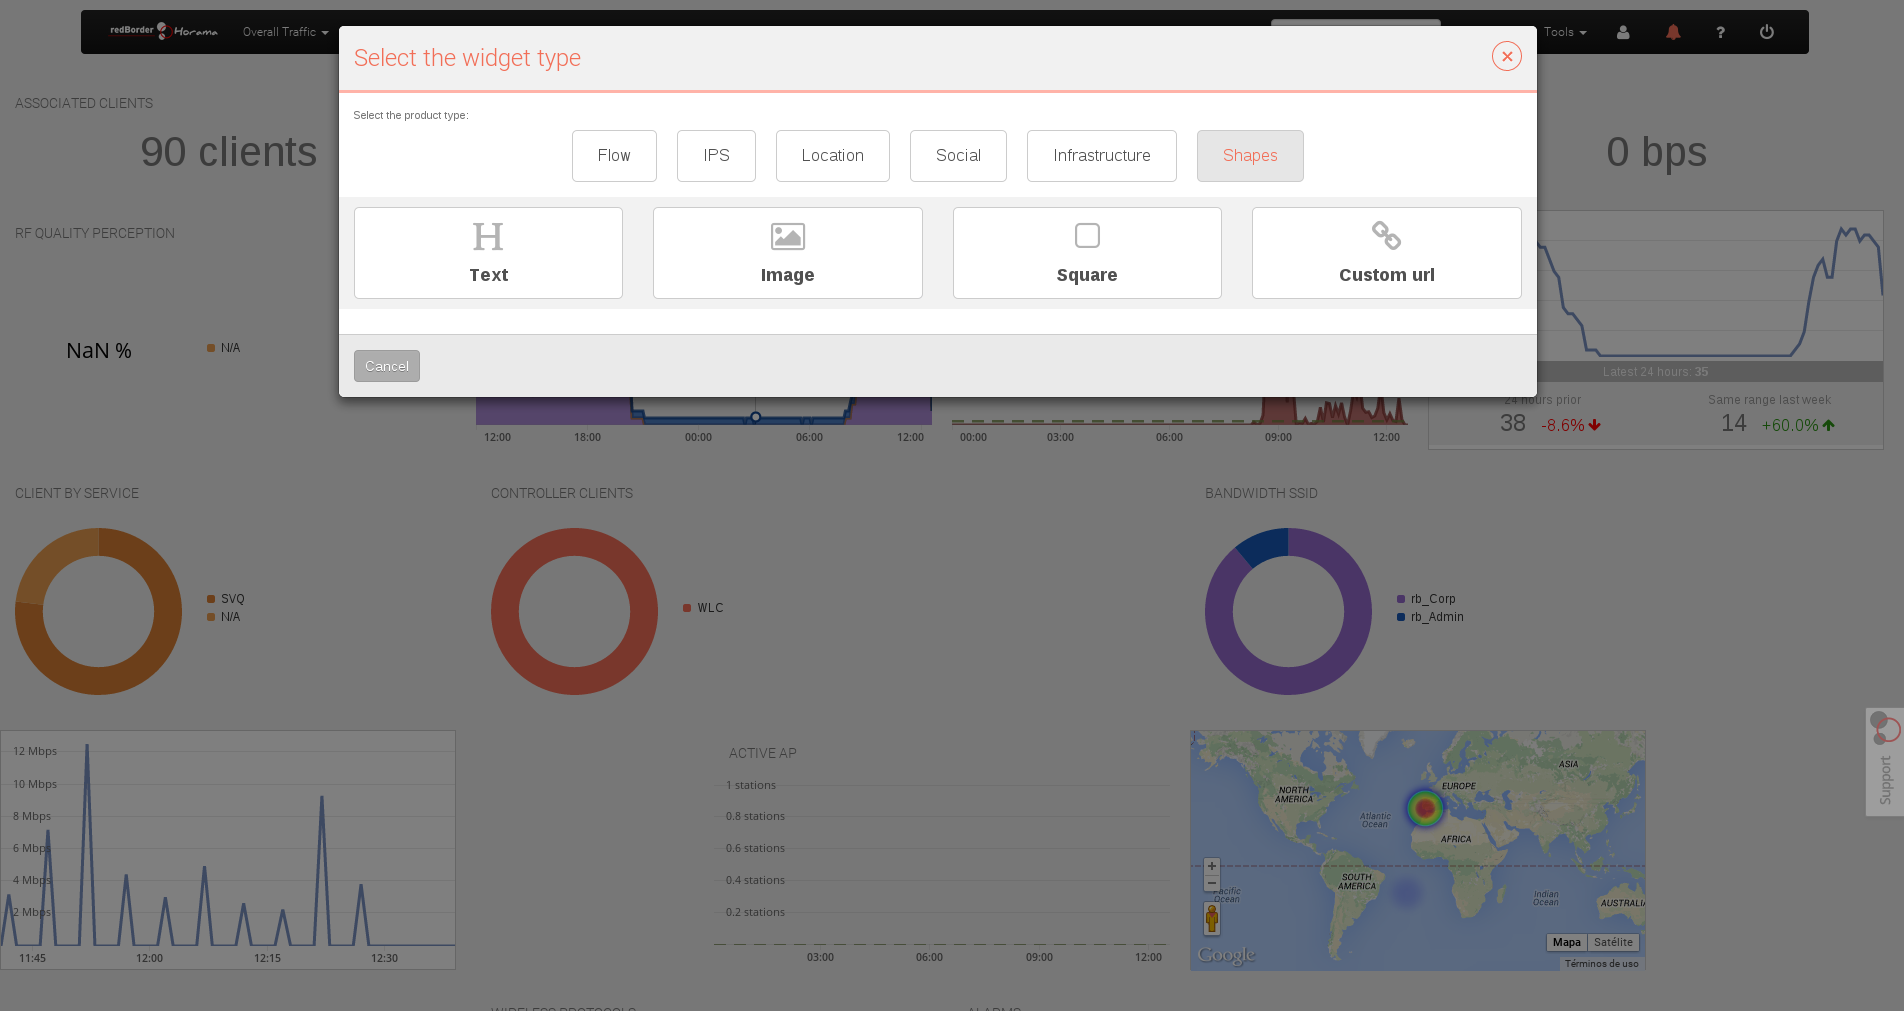 redBorder Horama
Overall Traffic
Tools
?
Select the widget type
Select the product type:
Flow
IPS
Location
Social
Infrastructure
Shapes
H
Text
Image
Square
Custom url
Cancel
ASSOCIATED CLIENTS
90 clients
0 bps
RF QUALITY PERCEPTION
NaN %
N/A
12:00 18:00 00:00 06:00 12:00
00:00 03:00 06:00 09:00 12:00
Latest 24 hours: 35
24 hours prior
38 -8.6%
Same range last week
14 +60.0%
CLIENT BY SERVICE
SVQ
N/A
CONTROLLER CLIENTS
WLC
BANDWIDTH SSID
rb_Corp
rb_Admin
Support
12 Mbps
10 Mbps
8 Mbps
6 Mbps
4 Mbps
2 Mbps
11:45 12:00 12:15 12:30
ACTIVE AP
1 stations
0.8 stations
0.6 stations
0.4 stations
0.2 stations
03:00 06:00 09:00 12:00
ASIA
EUROPE
NORTH
AMERICA
Atlantic
Ocean
AFRICA
SOUTH
AMERICA
Pacific
Ocean
Indian
Ocean
AUSTRALIA
+
−
Google
Mapa
Satélite
Términos de uso
WIRELESS PROTOCOLS
ALARMS